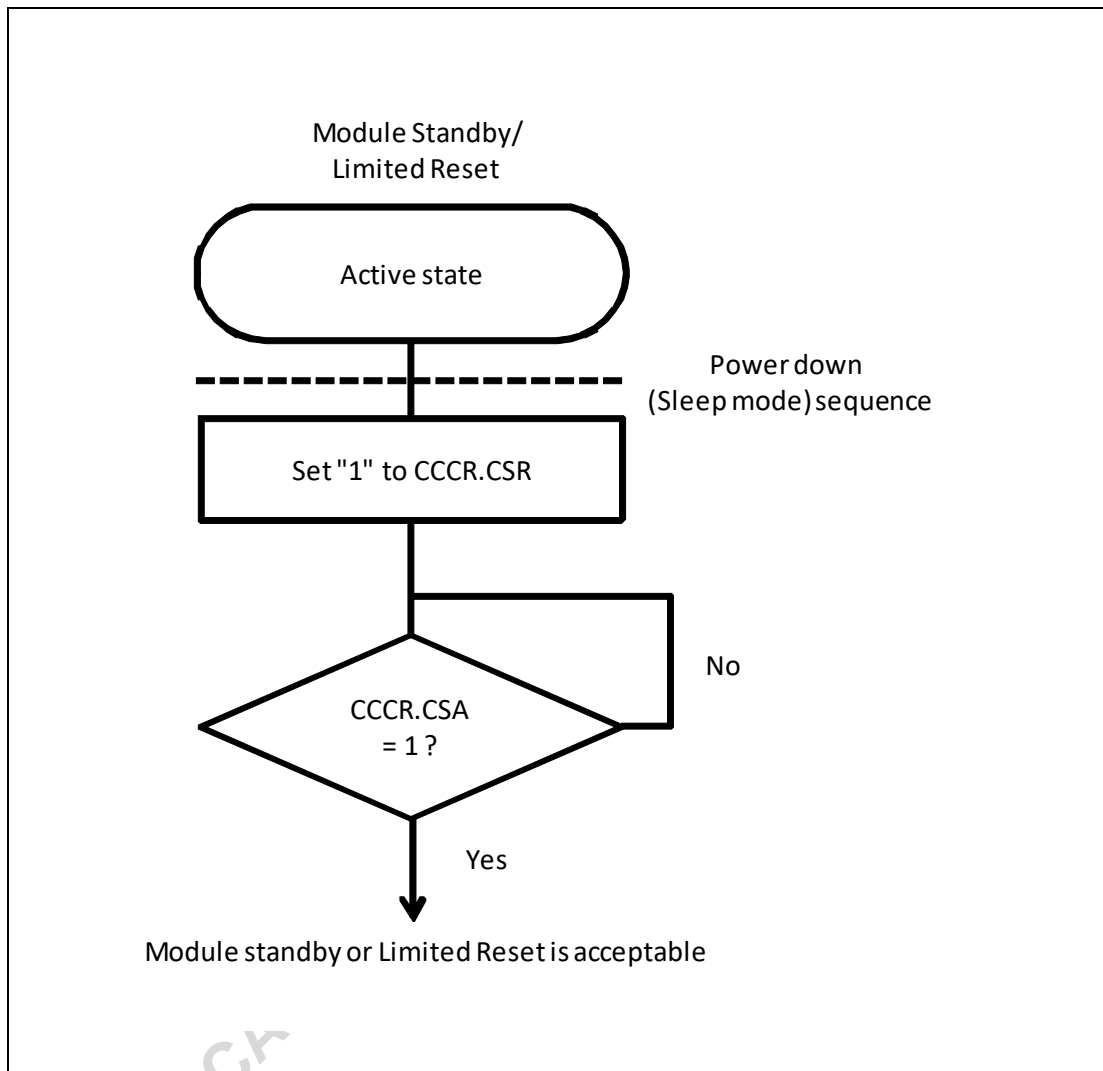 Module Standby/
Limited Reset
Active state
Power down
(Sleep mode) sequence
Set "1" to CCCR.CSR
No
CCCR.CSA
= 1 ?
Yes
Module standby or Limited Reset is acceptable